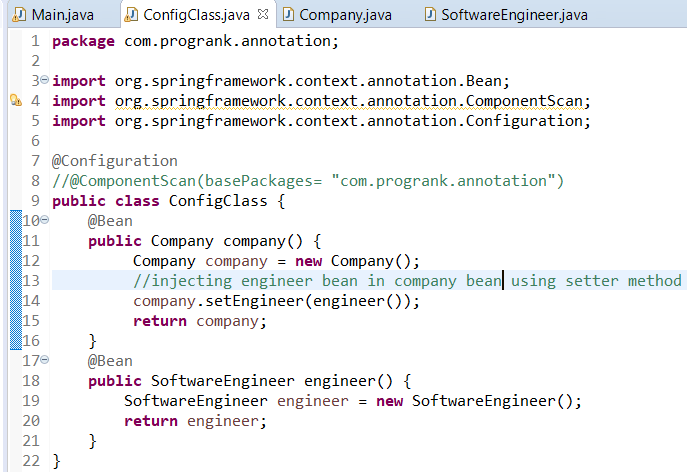 Main.java ConfigClass.java Company.java SoftwareEngineer.java
1 package com.progrank.annotation;
2
3 import org.springframework.context.annotation.Bean;
4 import org.springframework.context.annotation.ComponentScan;
5 import org.springframework.context.annotation.Configuration;
6
7 @Configuration
8 //@ComponentScan(basePackages= "com.progrank.annotation")
9 public class ConfigClass {
10 @Bean
11 public Company company() {
12 Company company = new Company();
13 //injecting engineer bean in company bean using setter method
14 company.setEngineer(engineer());
15 return company;
16 }
17 @Bean
18 public SoftwareEngineer engineer() {
19 SoftwareEngineer engineer = new SoftwareEngineer();
20 return engineer;
21 }
22 }